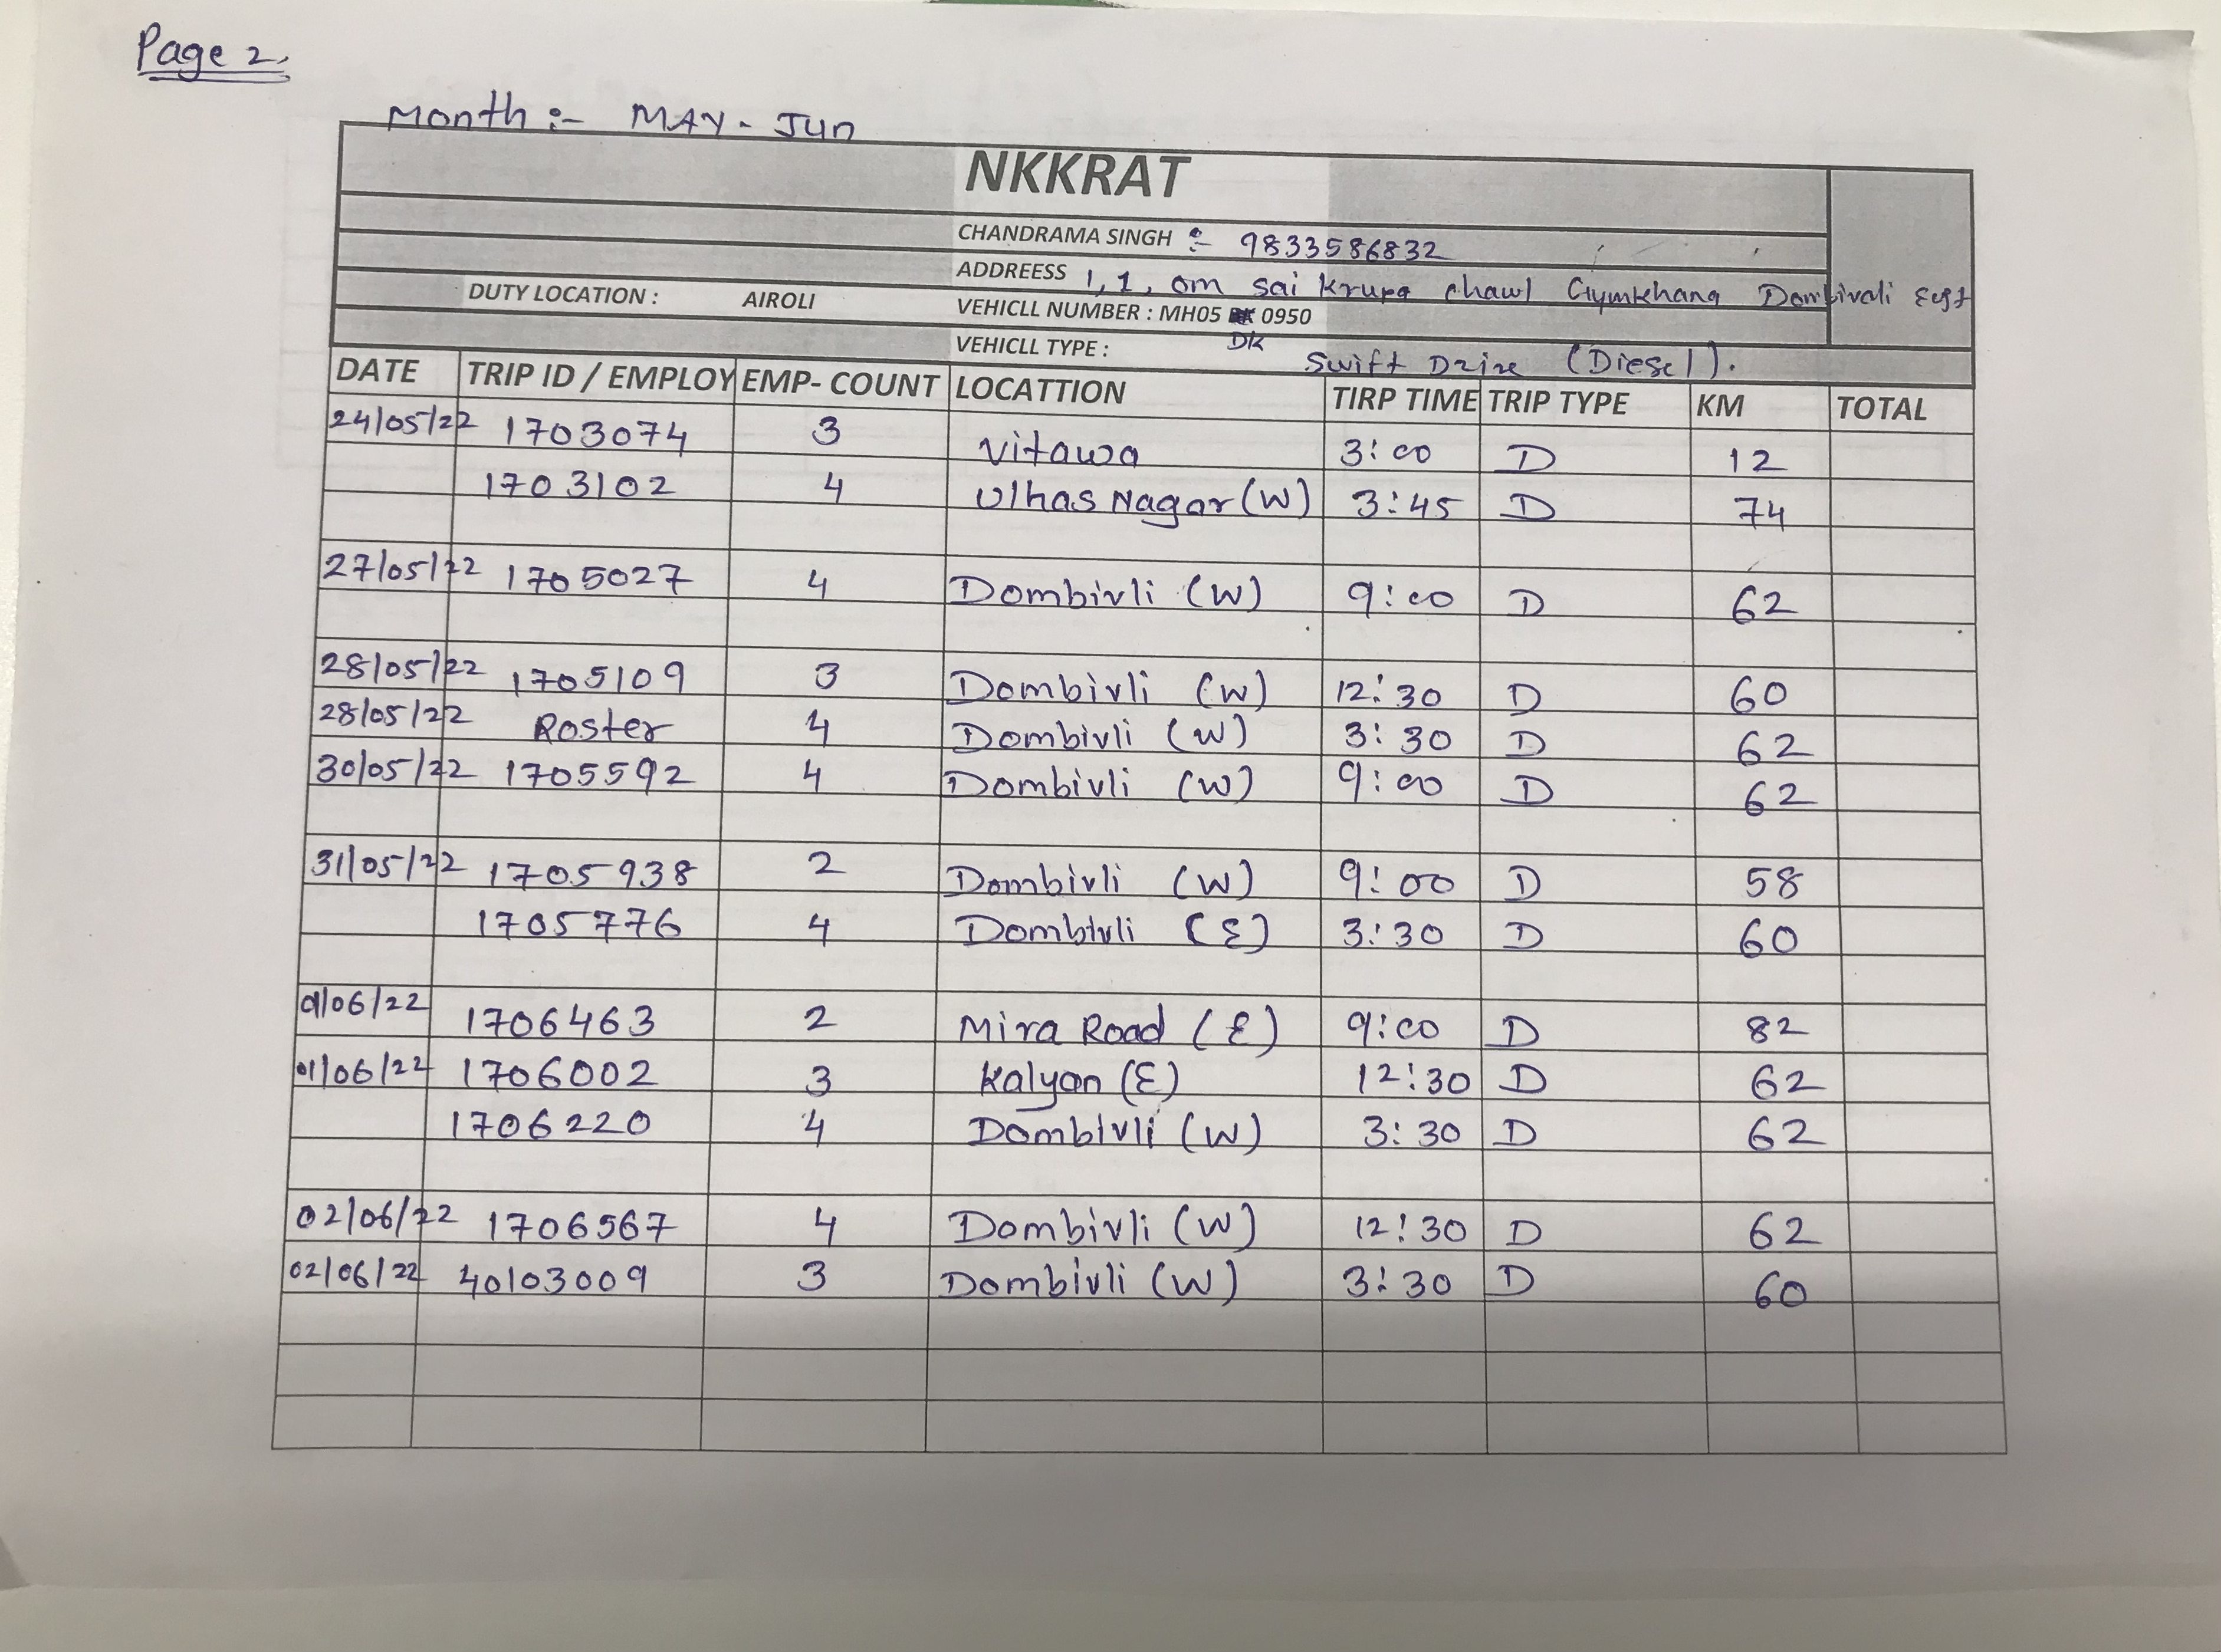 Page 2,
Month :- MAY - Jun
NKKRAT
CHANDRAMA SINGH :- 9833586832
ADDREESS 1, 1, om sai krupa chawl Gymkhana Dombivali East
DUTY LOCATION : AIROLI VEHICLL NUMBER : MH05 DK 0950
VEHICLL TYPE : Swift Dzire (Diesel).
DATE TRIP ID / EMPLOY EMP- COUNT LOCATTION TIRP TIME TRIP TYPE KM TOTAL
24/05/22 1703074 3 Vitawa 3:00 D 12
1703102 4 Ulhas Nagar (W) 3:45 D 74
27/05/22 1705027 4 Dombivli (W) 9:00 D 62
28/05/22 1705109 3 Dombivli (W) 12:30 D 60
28/05/22 Roster 4 Dombivli (W) 3:30 D 62
30/05/22 1705592 4 Dombivli (W) 9:00 D 62
31/05/22 1705938 2 Dombivli (W) 9:00 D 58
1705776 4 Dombivli (E) 3:30 D 60
01/06/22 1706463 2 Mira Road (E) 9:00 D 82
01/06/22 1706002 3 Kalyan (E) 12:30 D 62
1706220 4 Dombivli (W) 3:30 D 62
02/06/22 1706567 4 Dombivli (W) 12:30 D 62
02/06/22 40103009 3 Dombivli (W) 3:30 D 60